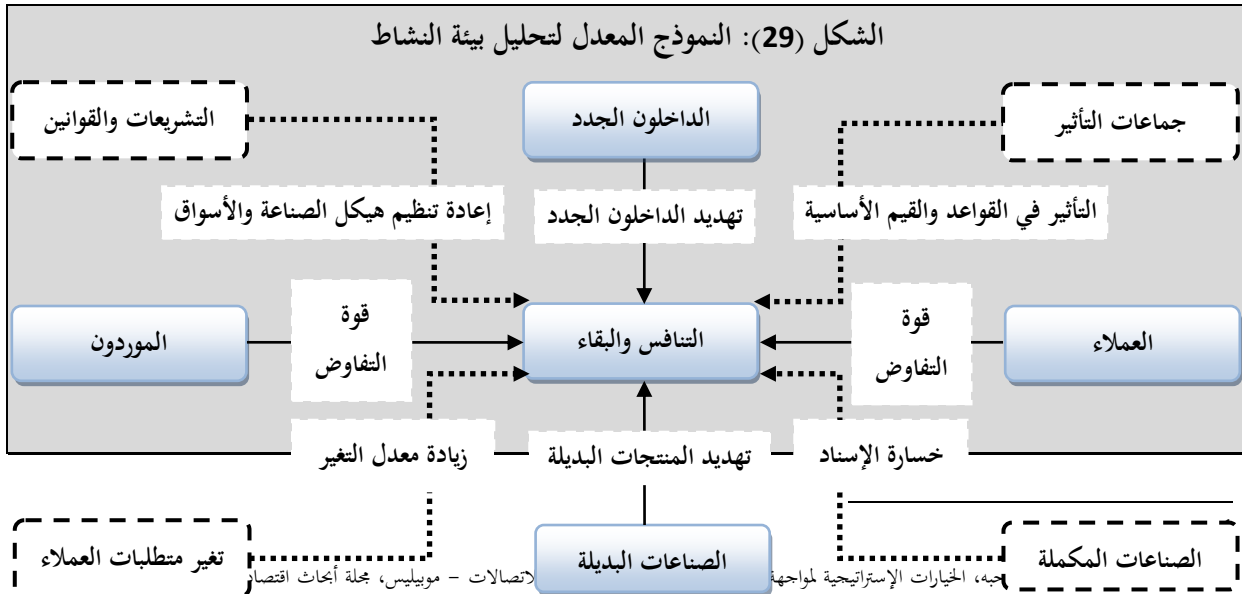 الشكل (29): النموذج المعدل لتحليل بيئة النشاط
جماعات التأثير
الداخلون الجدد
التشريعات والقوانين
التأثير في القواعد والقيم الأساسية
تهديد الداخلون الجدد
إعادة تنظيم هيكل الصناعة والأسواق
العملاء
قوة
التفاوض
التنافس والبقاء
قوة
التفاوض
الموردون
خسارة الإسناد
تهديد المنتجات البديلة
زيادة معدل التغير
الصناعات المكملة
الصناعات البديلة
تغير متطلبات العملاء
الخيارات الإستراتيجية لمواجهة
لاتصالات – موبيليس، مجلة أبحاث